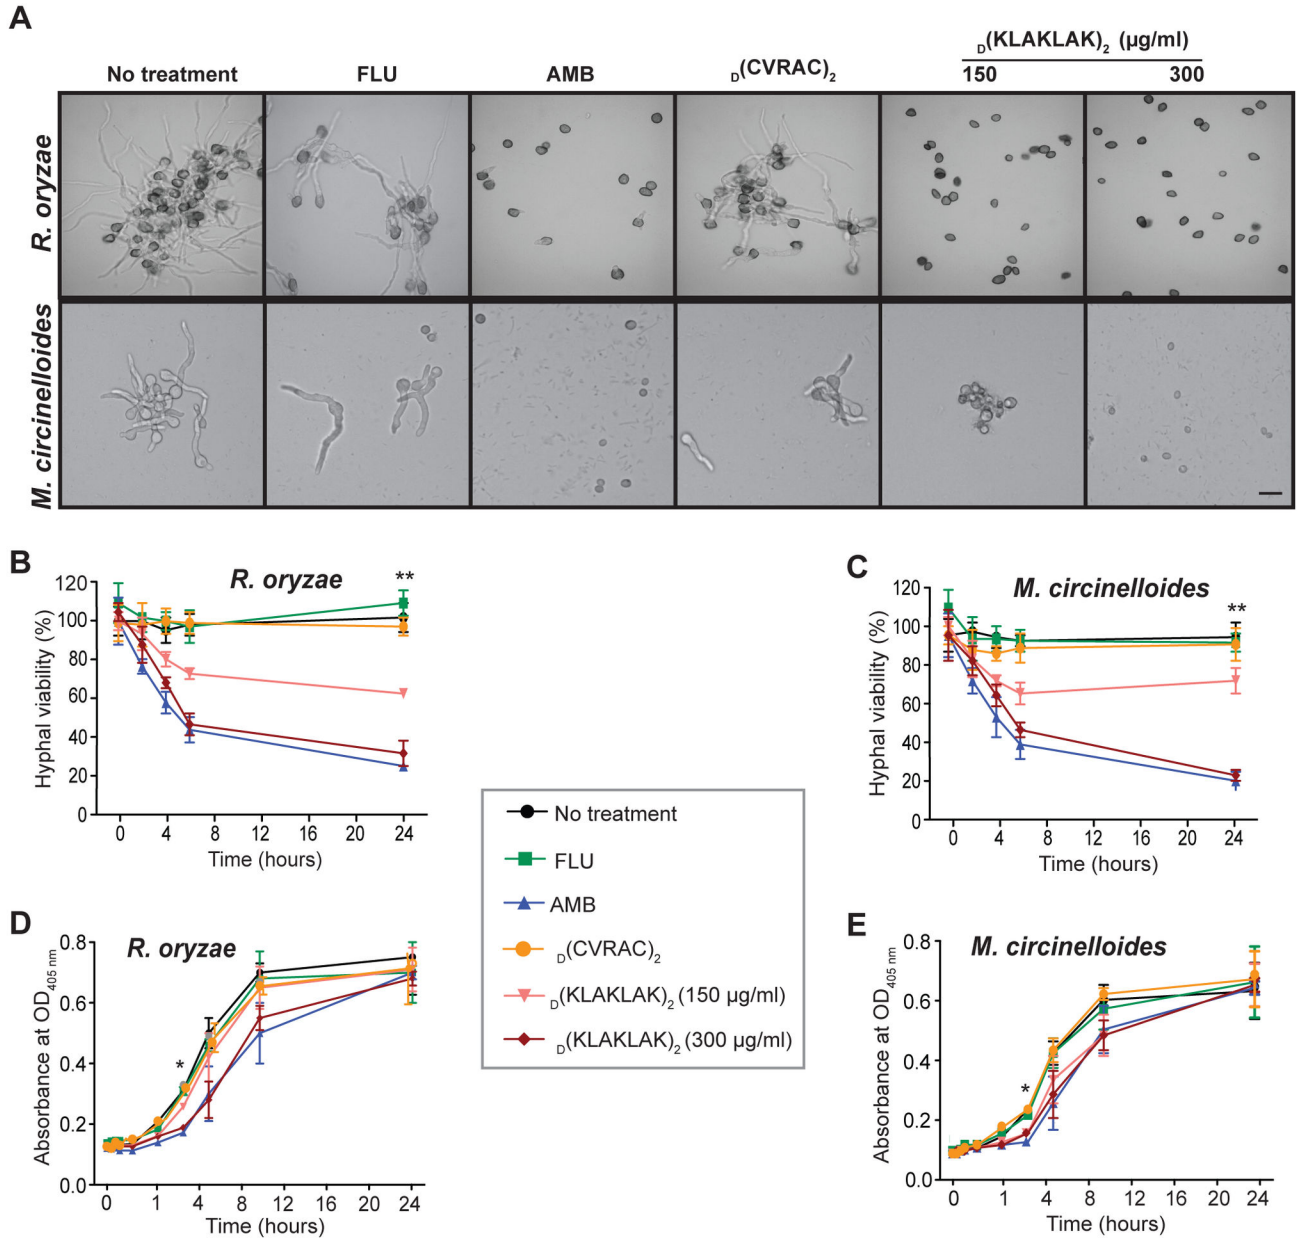 A
D(KLAKLAK)2 (µg/ml)
No treatment FLU AMB D(CVRAC)2 150 300
R. oryzae
M. circinelloides
B
R. oryzae
**
Hyphal viability (%)
120
100
80
60
40
20
0
0 4 8 12 16 20 24
Time (hours)
C
M. circinelloides
**
Hyphal viability (%)
120
100
80
60
40
20
0
0 4 8 12 16 20 24
Time (hours)
No treatment
FLU
AMB
D(CVRAC)2
D(KLAKLAK)2 (150 µg/ml)
D(KLAKLAK)2 (300 µg/ml)
D
R. oryzae
*
Absorbance at OD405 nm
0.8
0.6
0.4
0.2
0.0
0 1 4 8 12 16 20 24
Time (hours)
E
M. circinelloides
*
Absorbance at OD405 nm
0.8
0.6
0.4
0.2
0.0
0 1 4 8 12 16 20 24
Time (hours)